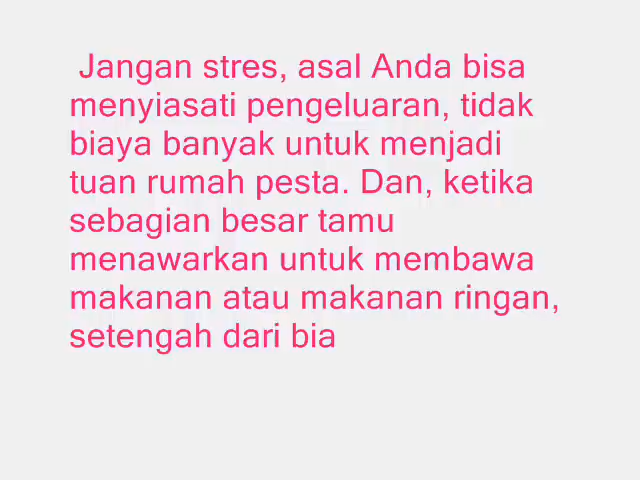 Jangan stres, asal Anda bisa
menyiasati pengeluaran, tidak
biaya banyak untuk menjadi
tuan rumah pesta. Dan, ketika
sebagian besar tamu
menawarkan untuk membawa
makanan atau makanan ringan,
setengah dari bia